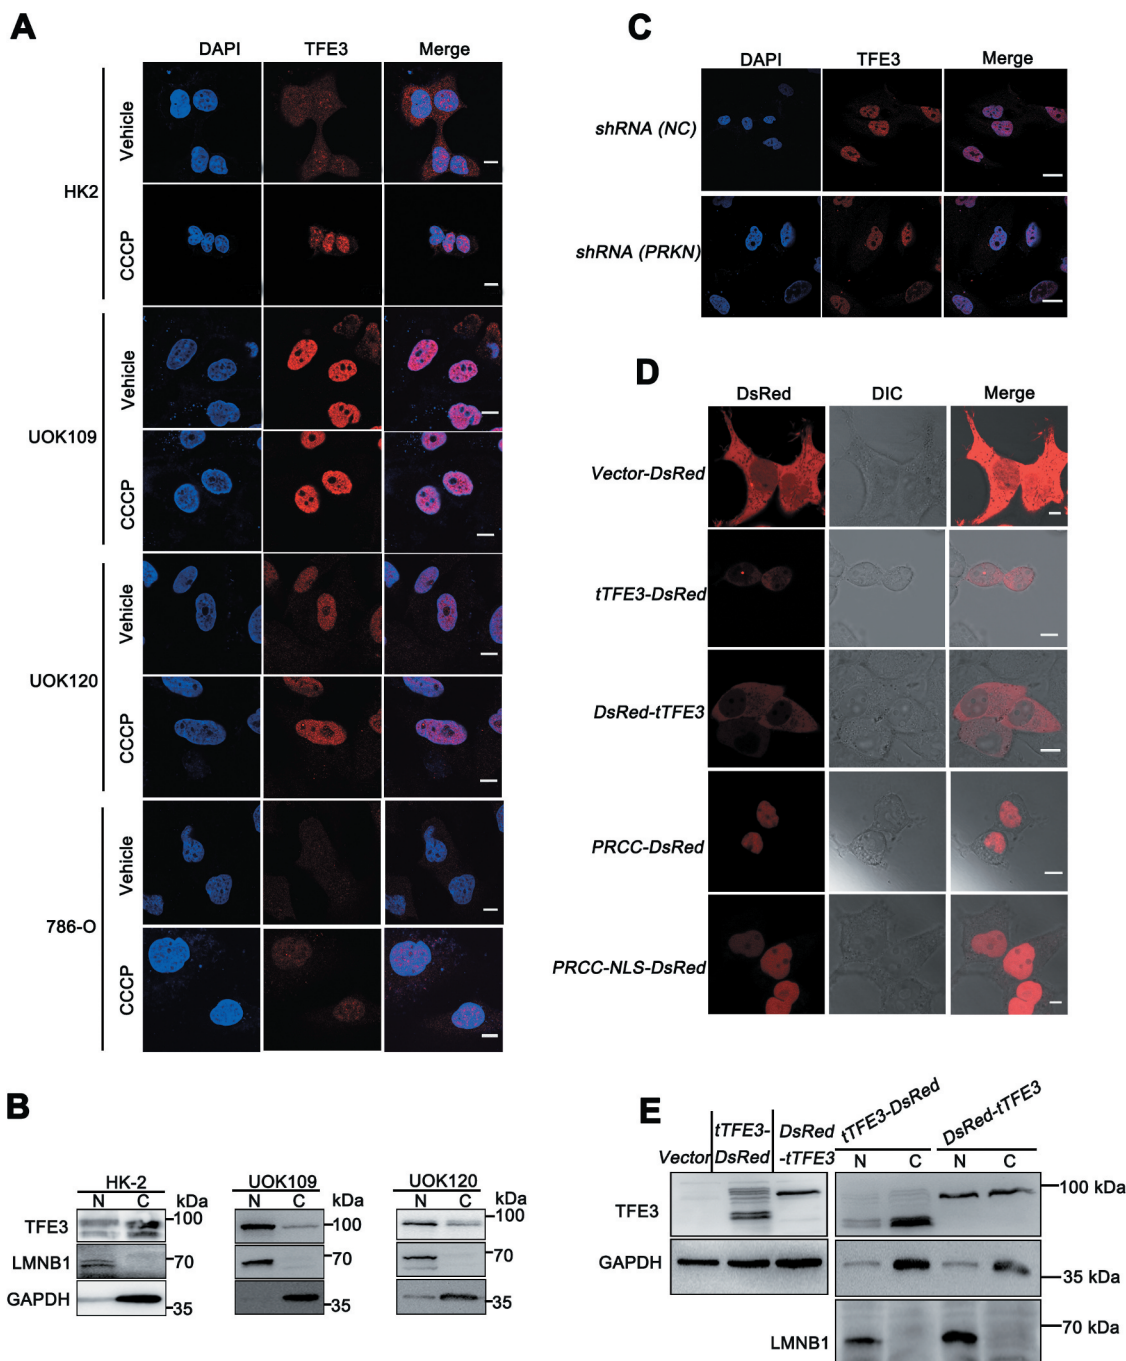 A
DAPI TFE3 Merge
HK2
Vehicle
CCCP
UOK109
Vehicle
CCCP
UOK120
Vehicle
CCCP
786-O
Vehicle
CCCP
B
HK-2 UOK109 UOK120
N C kDa N C kDa N C kDa
TFE3 100 100 100
LMNB1 70 70 70
GAPDH 35 35 35
C
DAPI TFE3 Merge
shRNA (NC)
shRNA (PRKN)
D
DsRed DIC Merge
Vector-DsRed
tTFE3-DsRed
DsRed-tTFE3
PRCC-DsRed
PRCC-NLS-DsRed
E
Vector tTFE3-DsRed DsRed-tTFE3
tTFE3-DsRed DsRed-tTFE3
N C N C
TFE3 100 kDa
GAPDH 35 kDa
LMNB1 70 kDa